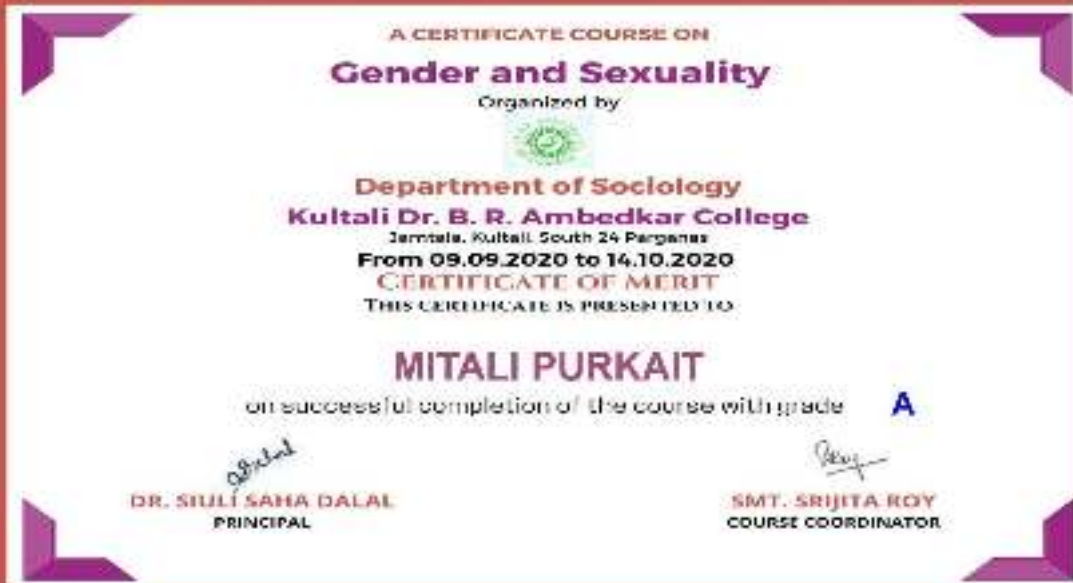 A CERTIFICATE COURSE ON
Gender and Sexuality
Organized by
Department of Sociology
Kultali Dr. B. R. Ambedkar College
Jamtala, Kultali, South 24 Parganas
From 09.09.2020 to 14.10.2020
CERTIFICATE OF MERIT
THIS CERTIFICATE IS PRESENTED TO
MITALI PURKAIT
on successful completion of the course with grade A
DR. SIULI SAHA DALAL
PRINCIPAL
SMT. SRIJITA ROY
COURSE COORDINATOR